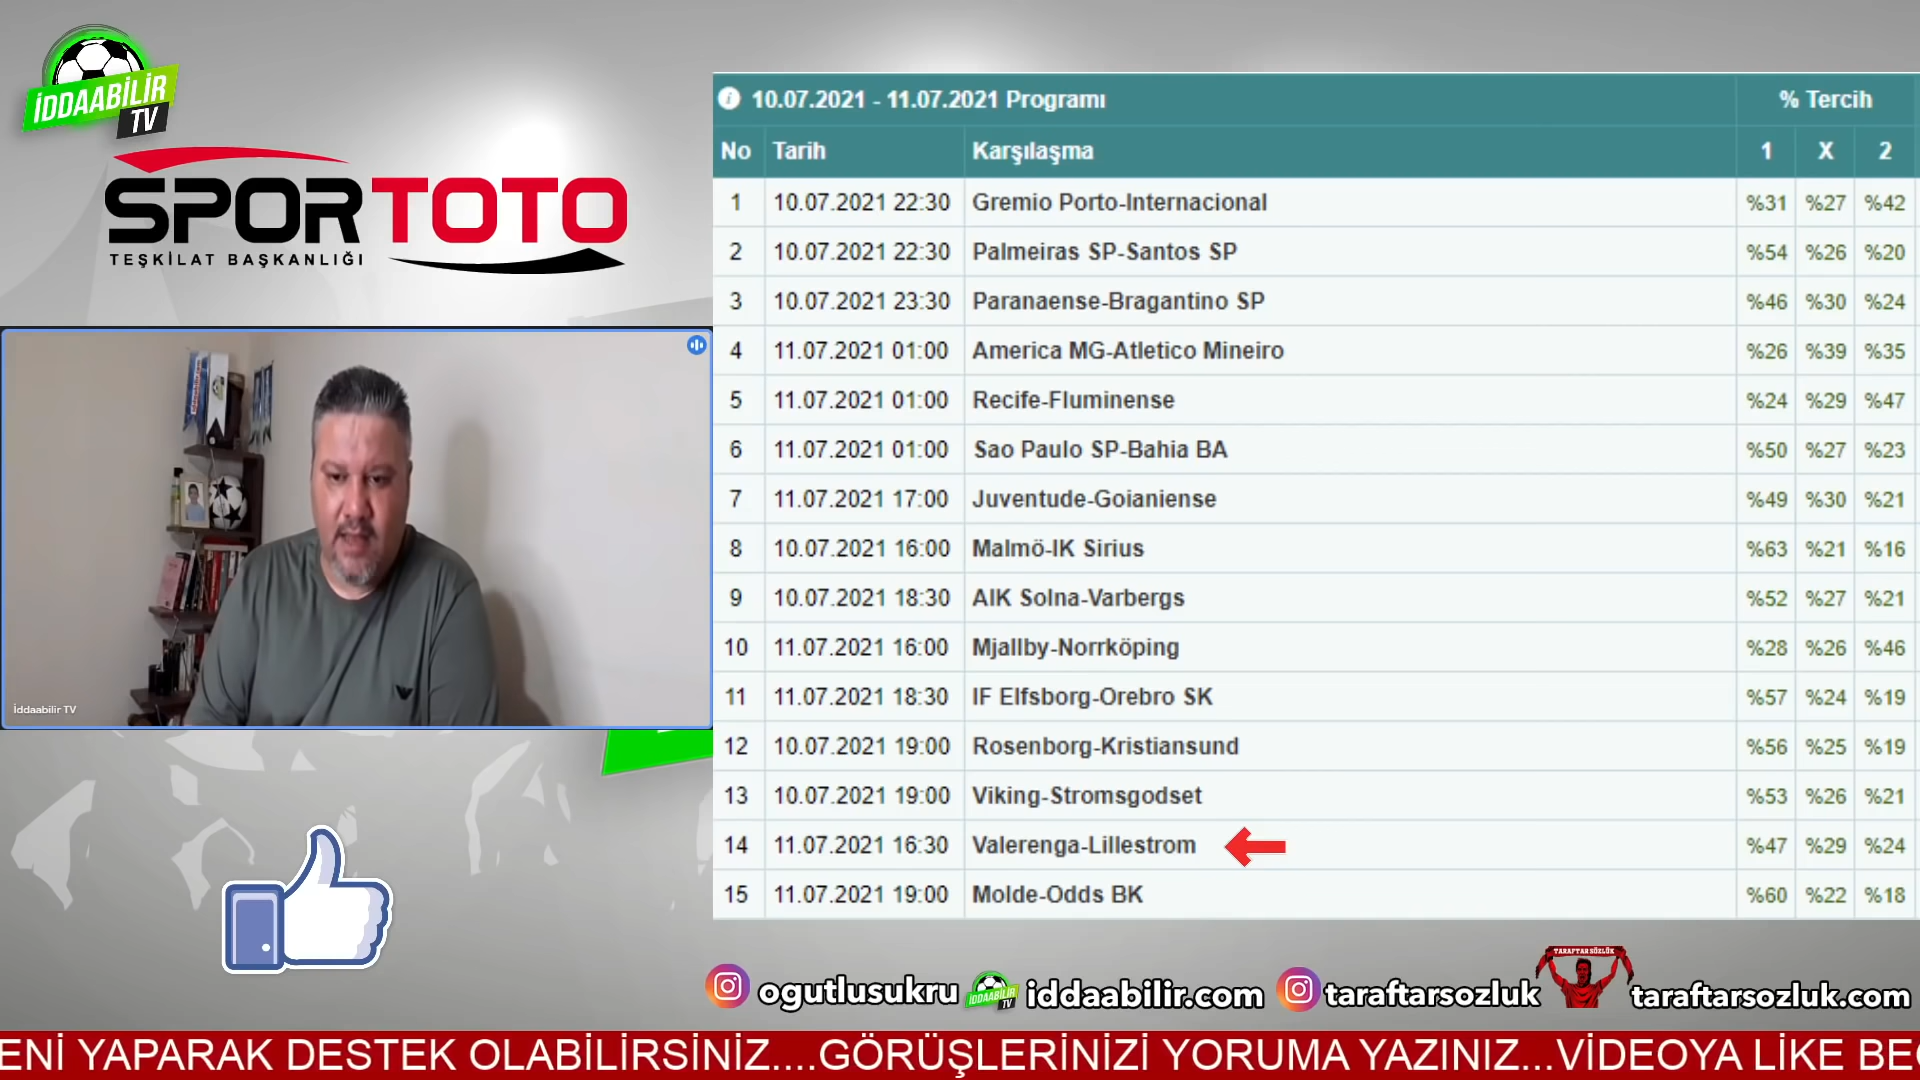 İDDAABİLİR
TV
SPORTOTO
TEŞKİLAT BAŞKANLIĞI
İddaabilir TV
10.07.2021 - 11.07.2021 Programı % Tercih
No Tarih Karşılaşma 1 X 2
1 10.07.2021 22:30 Gremio Porto-Internacional %31 %27 %42
2 10.07.2021 22:30 Palmeiras SP-Santos SP %54 %26 %20
3 10.07.2021 23:30 Paranaense-Bragantino SP %46 %30 %24
4 11.07.2021 01:00 America MG-Atletico Mineiro %26 %39 %35
5 11.07.2021 01:00 Recife-Fluminense %24 %29 %47
6 11.07.2021 01:00 Sao Paulo SP-Bahia BA %50 %27 %23
7 11.07.2021 17:00 Juventude-Goianiense %49 %30 %21
8 10.07.2021 16:00 Malmö-IK Sirius %63 %21 %16
9 10.07.2021 18:30 AIK Solna-Varbergs %52 %27 %21
10 11.07.2021 16:00 Mjallby-Norrköping %28 %26 %46
11 11.07.2021 18:30 IF Elfsborg-Orebro SK %57 %24 %19
12 10.07.2021 19:00 Rosenborg-Kristiansund %56 %25 %19
13 10.07.2021 19:00 Viking-Stromsgodset %53 %26 %21
14 11.07.2021 16:30 Valerenga-Lillestrom %47 %29 %24
15 11.07.2021 19:00 Molde-Odds BK %60 %22 %18
TARAFTAR SÖZLÜK
ogutlusukru İDDAABİLİR TV iddaabilir.com taraftarsozluk taraftarsozluk.com
ENİ YAPARAK DESTEK OLABİLİRSİNİZ....GÖRÜŞLERİNİZİ YORUMA YAZINIZ...VİDEOYA LİKE BEĞ